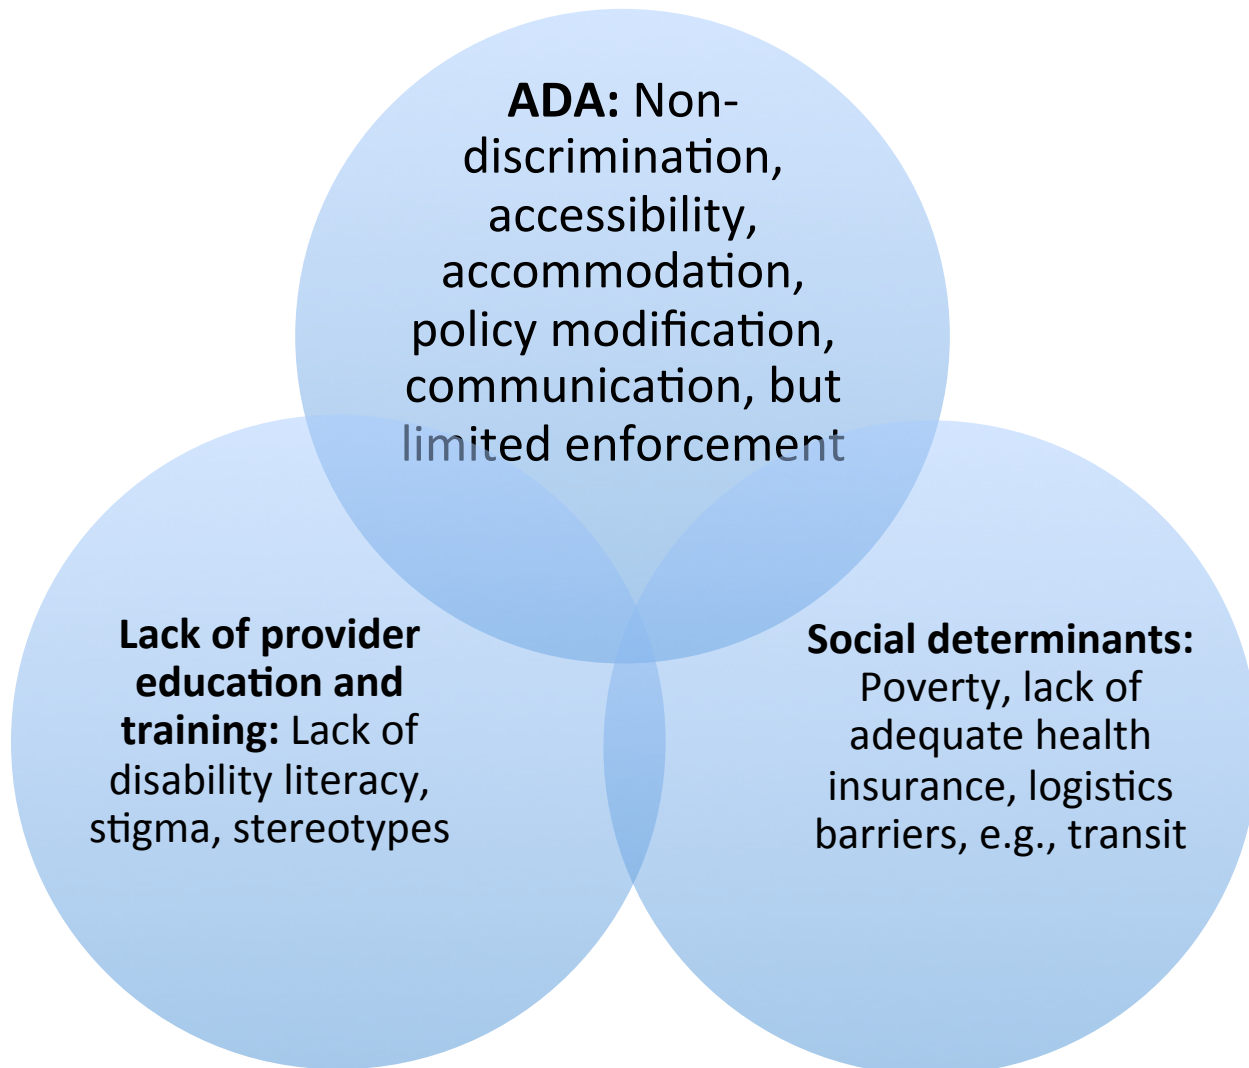 ADA: Non-
discrimination,
accessibility,
accommodation,
policy modification,
communication, but
limited enforcement
Lack of provider
education and
training: Lack of
disability literacy,
stigma, stereotypes
Social determinants:
Poverty, lack of
adequate health
insurance, logistics
barriers, e.g., transit